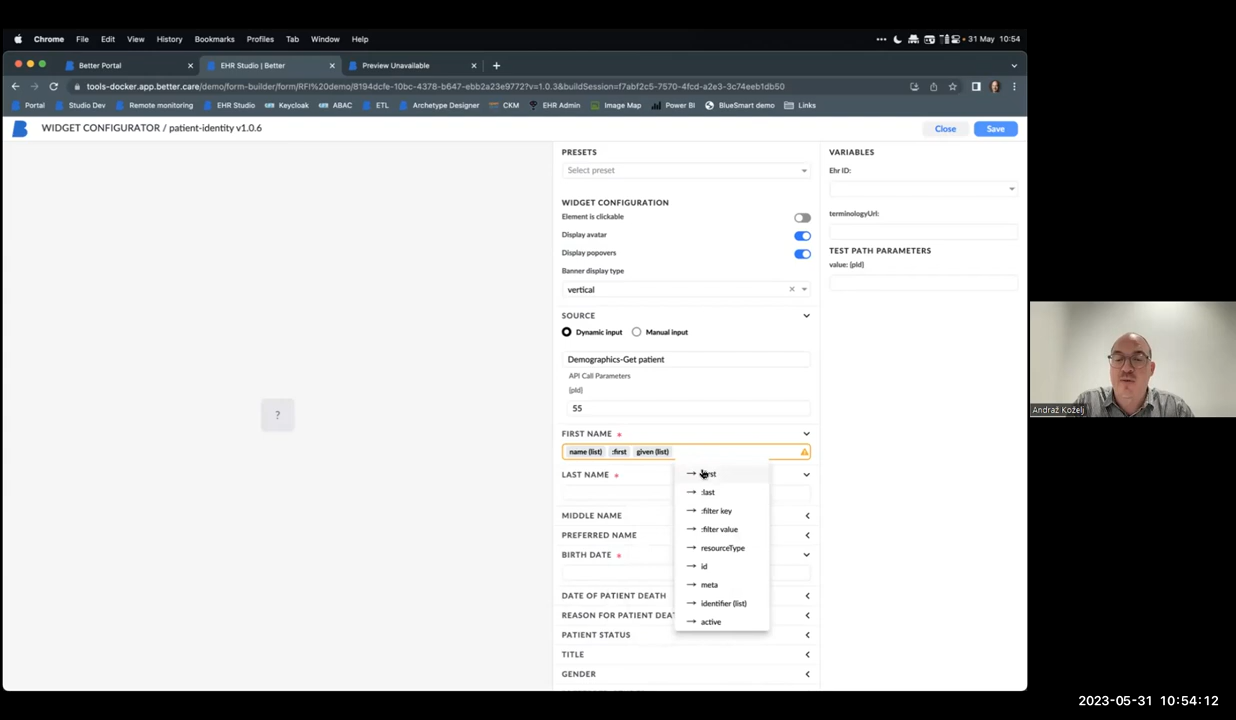 Chrome File Edit View History Bookmarks Profiles Tab Window Help
31 May 10:54
Better Portal
EHR Studio | Better
Preview Unavailable
tools-docker.app.better.care/demo/form-builder/form/RFI%20demo/8194dcfe-10bc-4378-b647-ebb2a23e9772?v=1.0.3&buildSession=f7abf2c5-7570-4fcd-a2e3-3c74eeb1db50
Portal Studio Dev Remote monitoring EHR Studio Keycloak ABAC ETL Archetype Designer CKM EHR Admin Image Map Power BI BlueSmart demo Links
WIDGET CONFIGURATOR / patient-identity v1.0.6
Close
Save
PRESETS
Select preset
WIDGET CONFIGURATION
Element is clickable
Display avatar
Display popovers
Banner display type
vertical
SOURCE
Dynamic input Manual input
Demographics-Get patient
API Call Parameters
{pId}
55
FIRST NAME *
name (list) :first given (list)
LAST NAME *
MIDDLE NAME
PREFERRED NAME
BIRTH DATE *
DATE OF PATIENT DEATH
REASON FOR PATIENT DEA
PATIENT STATUS
TITLE
GENDER
:last
:filter key
:filter value
resourceType
id
meta
identifier (list)
active
?
VARIABLES
Ehr ID:
terminologyUrl:
TEST PATH PARAMETERS
value: {pId}
Andraž Koželj
2023-05-31 10:54:12